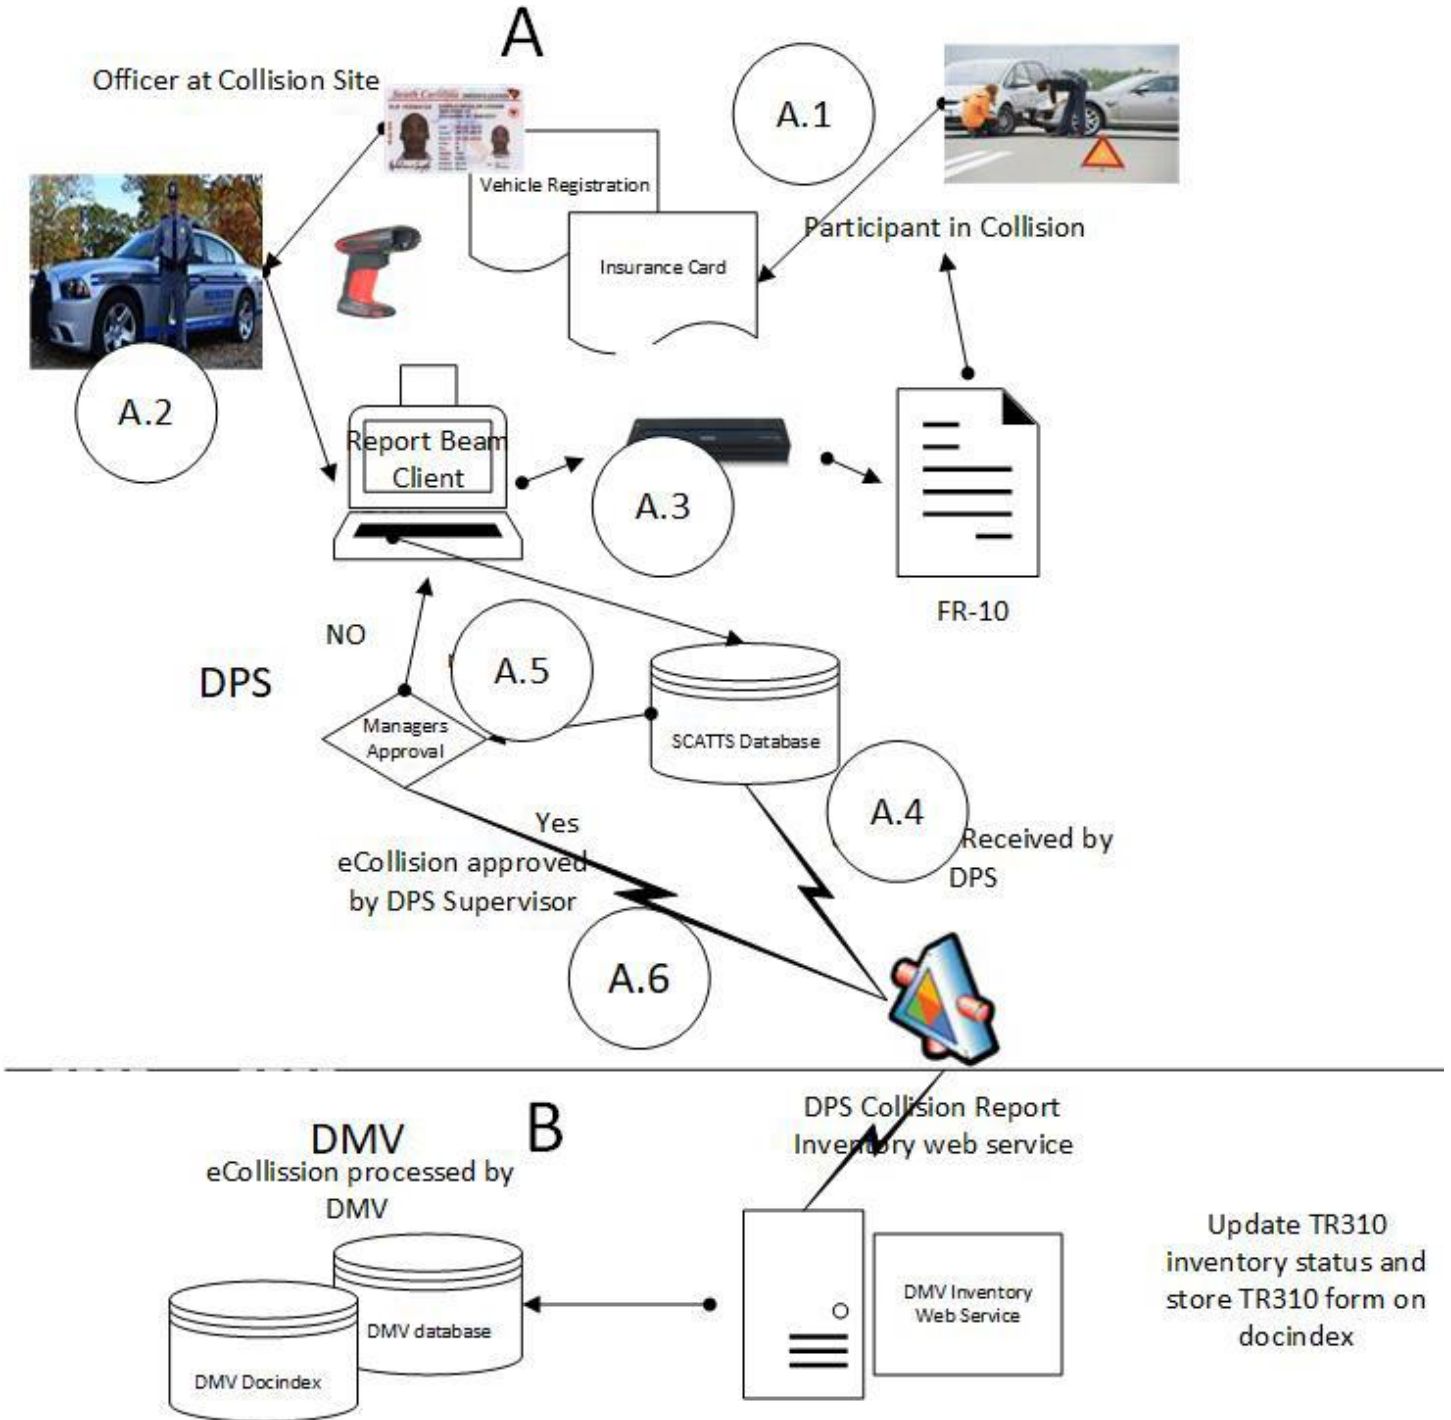 A
Officer at Collision Site
South Carolina
A.1
Vehicle Registration
Participant in Collision
Insurance Card
A.2
Report Beam
Client
A.3
FR-10
NO
A.5
DPS
Managers
Approval
SCATTS Database
A.4
Received by
DPS
Yes
eCollision approved
by DPS Supervisor
A.6
DPS Collision Report
Inventory web service
B
DMV
eCollission processed by
DMV
Update TR310
inventory status and
store TR310 form on
docindex
DMV Inventory
Web Service
DMV database
DMV Docindex